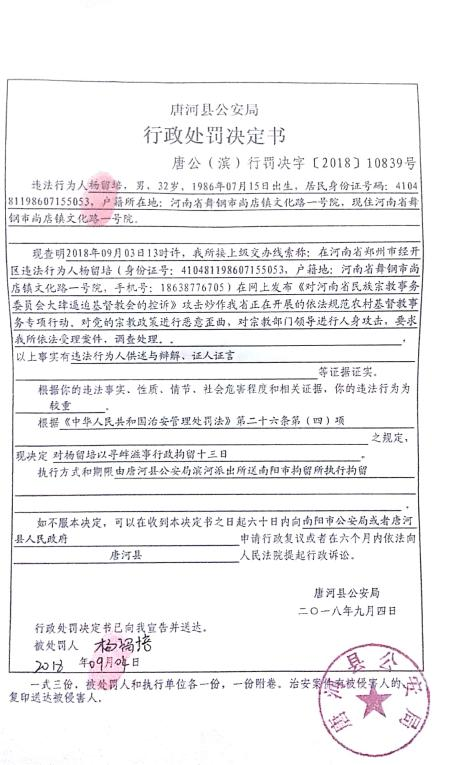 唐河县公安局
行政处罚决定书
唐公（滨）行罚决字〔2018〕10839号
违法行为人杨留培，男，32岁，1986年07月15日出生，居民身份证号码：4104
81198607155053，户籍所在地：河南省舞钢市尚店镇文化路一号院，现住河南省舞
钢市尚店镇文化路一号院。
现查明2018年09月03日13时许，我所接上级交办线索称：在河南省郑州市经开
区违法行为人杨留培（身份证号：410481198607155053，户籍地：河南省舞钢市尚
店镇文化路一号院，手机号：18638776705）在网上发布《对河南省民族宗教事务
委员会大肆逼迫基督教会的控诉》攻击炒作我省正在开展的依法规范农村基督教事
务专项行动、对党的宗教政策进行恶意歪曲，对宗教部门领导进行人身攻击，要求
我所依法受理案件，调查处理。
以上事实有违法行为人供述与辩解、证人证言
等证据证实。
根据你的违法事实、性质、情节、社会危害程度和相关证据，你的违法行为为
较重。
根据《中华人民共和国治安管理处罚法》第二十六条第（四）项
之规定，
现决定 对杨留培以寻衅滋事行政拘留十三日
执行方式和期限由唐河县公安局滨河派出所送南阳市拘留所执行拘留
如不服本决定，可以在收到本决定书之日起六十日内向南阳市公安局或者唐河
县人民政府 申请行政复议或者在六个月内依法向
唐河县 人民法院提起行政诉讼。
唐河县公安局
二〇一八年九月四日
行政处罚决定书已向我宣告并送达。
被处罚人 杨留培
2018 年09月04日
一式三份，被处罚人和执行单位各一份，一份附卷。治安案件有被侵害人的
复印送达被侵害人.
唐河县公安局